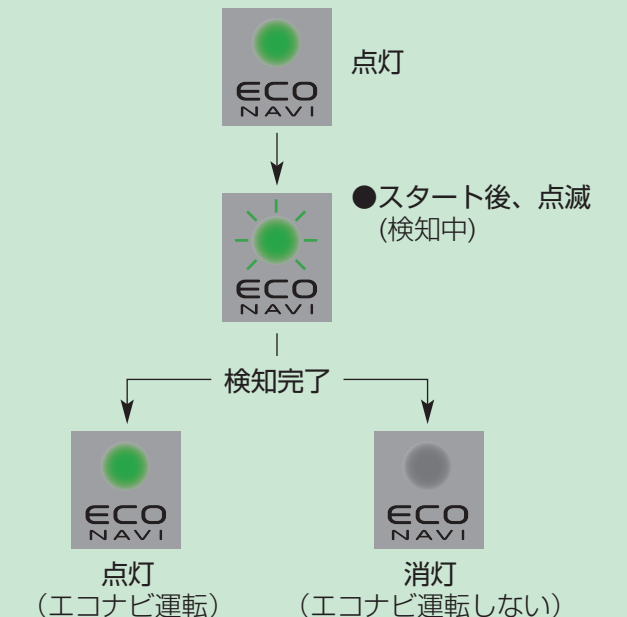 ECO
NAVI
点灯
ECO
NAVI
●スタート後、点滅
(検知中)
検知完了
ECO
NAVI
点灯
（エコナビ運転）
ECO
NAVI
消灯
（エコナビ運転しない）